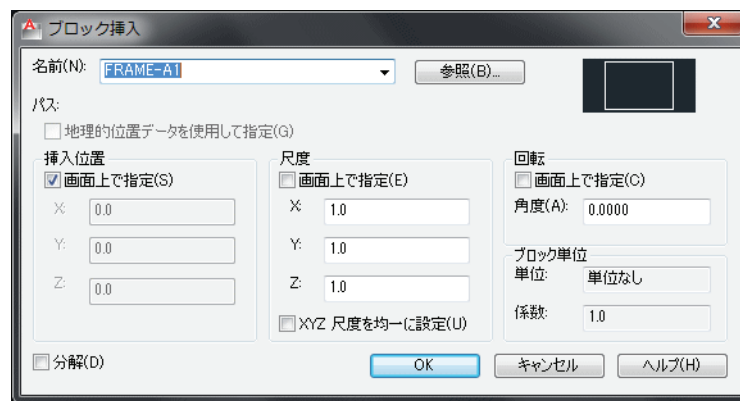 ブロック挿入
名前(N): FRAME-A1 参照(B)...
パス:
地理的位置データを使用して指定(G)
挿入位置
画面上で指定(S)
X: 0.0
Y: 0.0
Z: 0.0
尺度
画面上で指定(E)
X: 1.0
Y: 1.0
Z: 1.0
XYZ 尺度を均一に設定(U)
回転
画面上で指定(C)
角度(A): 0.0000
ブロック単位
単位: 単位なし
係数: 1.0
分解(D)
OK キャンセル ヘルプ(H)